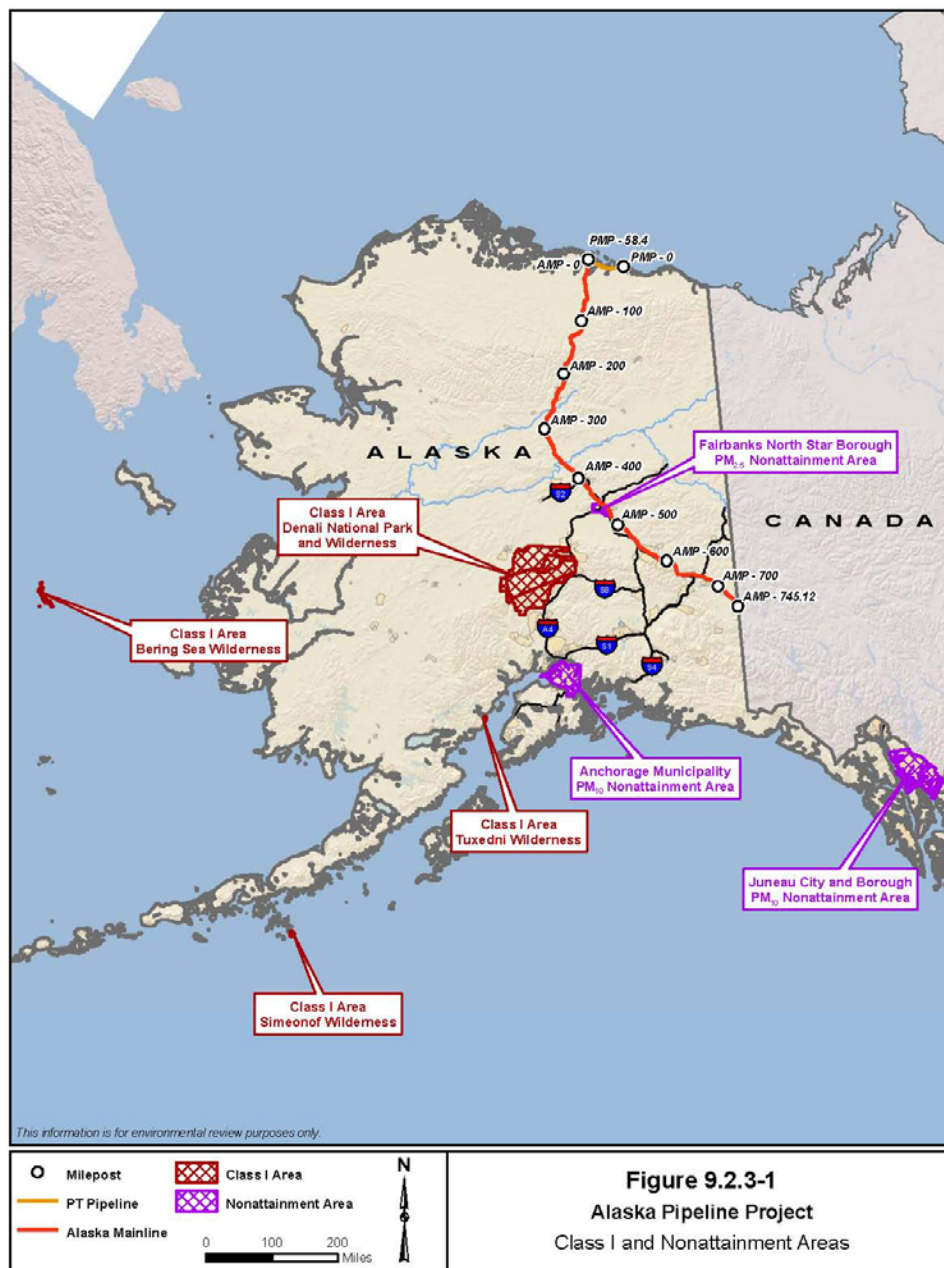 PMP - 58.4
AMP - 0
PMP - 0
AMP - 100
AMP - 200
AMP - 300
ALASKA
AMP - 400
Fairbanks North Star Borough
PM2.5 Nonattainment Area
S2
Class I Area
Denali National Park
and Wilderness
AMP - 500
CANADA
AMP - 600
AMP - 700
S8
AMP - 745.12
Class I Area
Bering Sea Wilderness
A4
S1
S4
Anchorage Municipality
PM10 Nonattainment Area
Class I Area
Tuxedni Wilderness
Juneau City and Borough
PM10 Nonattainment Area
Class I Area
Simeonof Wilderness
This information is for environmental review purposes only.
Milepost
PT Pipeline
Alaska Mainline
Class I Area
Nonattainment Area
N
0 100 200
Miles
Figure 9.2.3-1
Alaska Pipeline Project
Class I and Nonattainment Areas